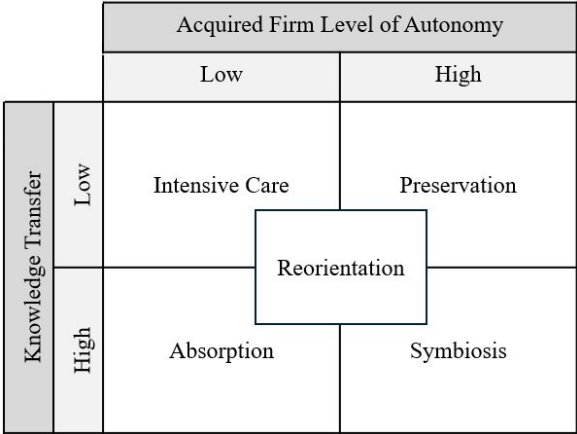 Acquired Firm Level of Autonomy
Low
High
Knowledge Transfer
Low
Intensive Care
Preservation
Reorientation
High
Absorption
Symbiosis